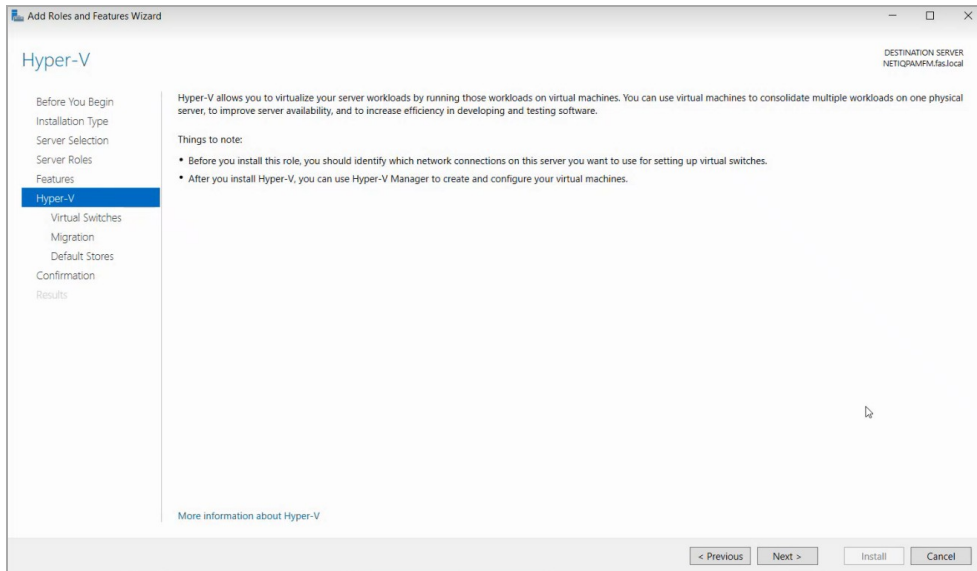 Add Roles and Features Wizard
Hyper-V
DESTINATION SERVER
NETIQPAMFM.fas.local
Before You Begin
Installation Type
Server Selection
Server Roles
Features
Hyper-V
Virtual Switches
Migration
Default Stores
Confirmation
Results
Hyper-V allows you to virtualize your server workloads by running those workloads on virtual machines. You can use virtual machines to consolidate multiple workloads on one physical
server, to improve server availability, and to increase efficiency in developing and testing software.
Things to note:
• Before you install this role, you should identify which network connections on this server you want to use for setting up virtual switches.
• After you install Hyper-V, you can use Hyper-V Manager to create and configure your virtual machines.
More information about Hyper-V
< Previous
Next >
Install
Cancel